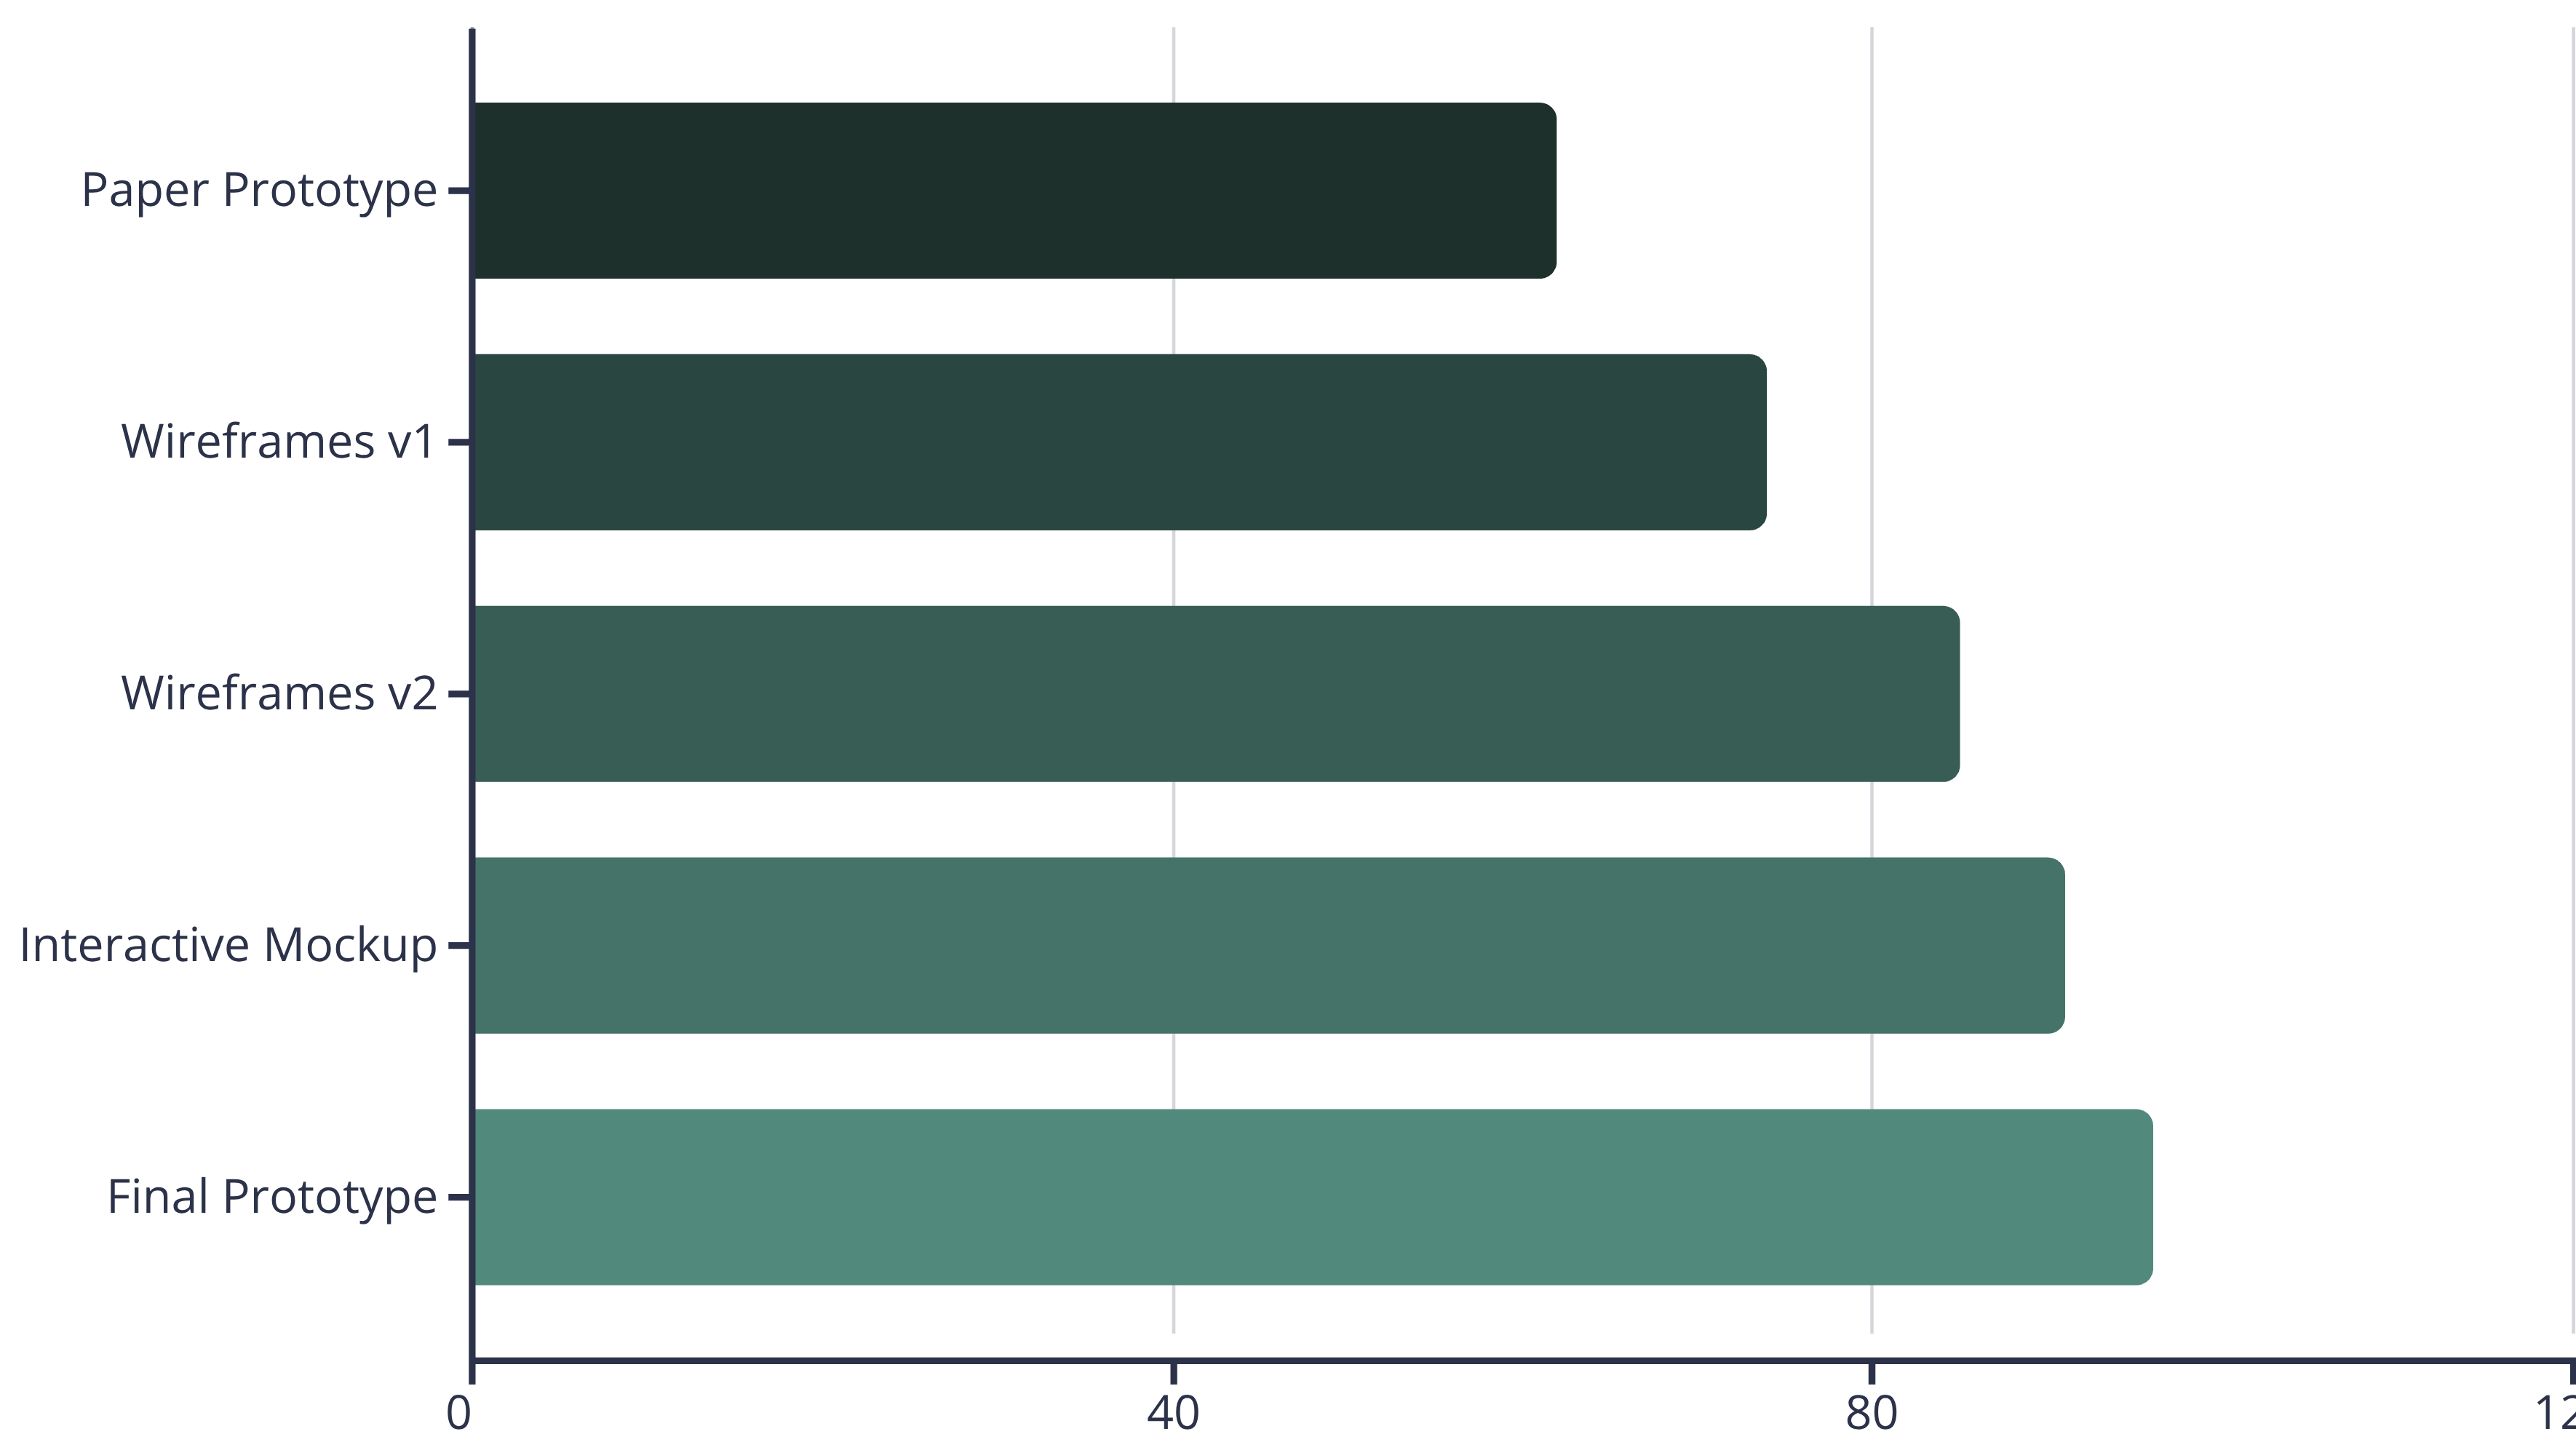 Paper Prototype
Wireframes v1
Wireframes v2
Interactive Mockup
Final Prototype
0 40 80